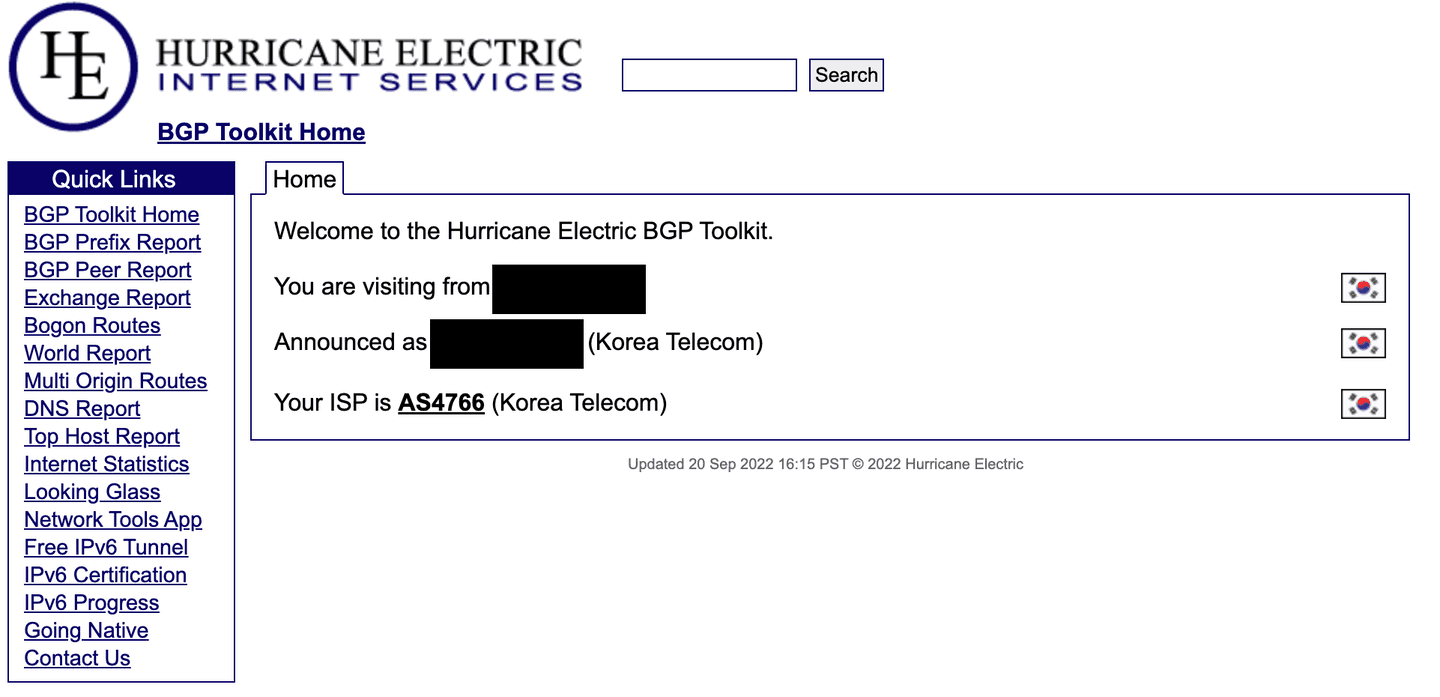 HE
HURRICANE ELECTRIC
INTERNET SERVICES
Search
BGP Toolkit Home
Quick Links
BGP Toolkit Home
BGP Prefix Report
BGP Peer Report
Exchange Report
Bogon Routes
World Report
Multi Origin Routes
DNS Report
Top Host Report
Internet Statistics
Looking Glass
Network Tools App
Free IPv6 Tunnel
IPv6 Certification
IPv6 Progress
Going Native
Contact Us
Home
Welcome to the Hurricane Electric BGP Toolkit.
You are visiting from
Announced as (Korea Telecom)
Your ISP is AS4766 (Korea Telecom)
Updated 20 Sep 2022 16:15 PST © 2022 Hurricane Electric